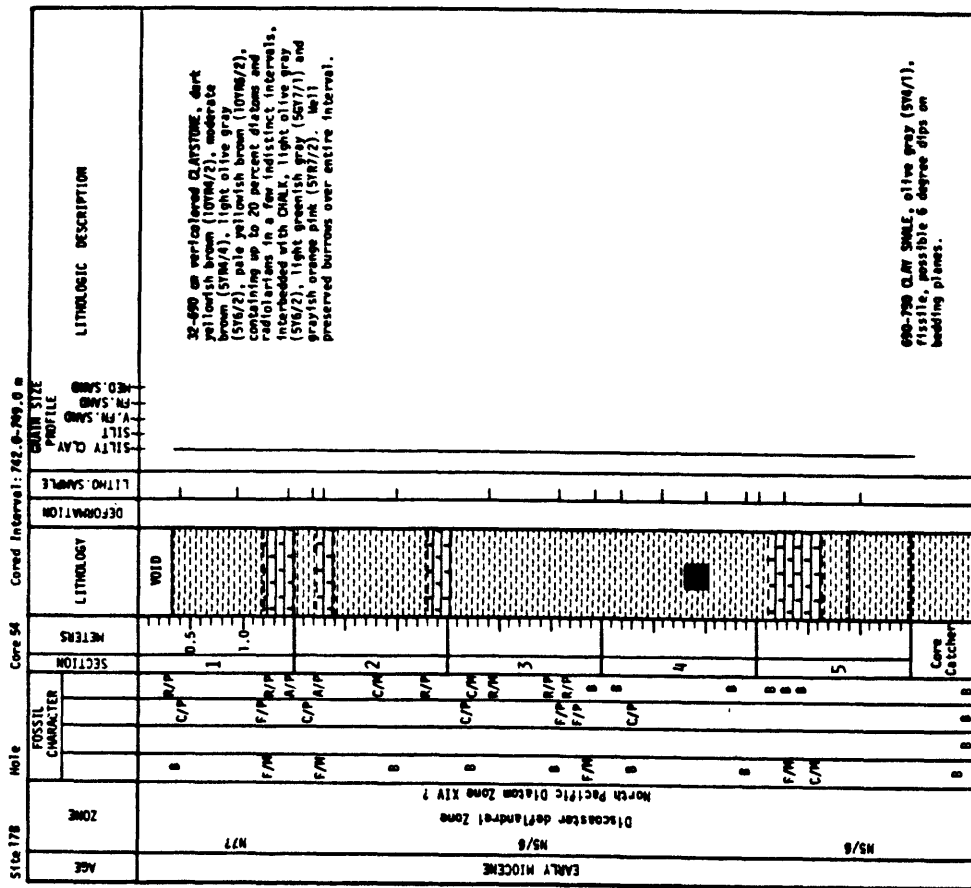 Site 178 Hole Core 54 Cored Interval: 742.0-799.0 m
AGE
ZONE
FOSSIL
CHARACTER
SECTION
METERS
LITHOLOGY
DEFORMATION
LITHO.SAMPLE
GRAIN SIZE
PROFILE
SILTY CLAY
SILT
V.FN.SAND
FN.SAND
MED.SAND
LITHOLOGIC DESCRIPTION
EARLY MIOCENE
N7?
N5/6
N5/6
Discoaster deflandrei Zone
North Pacific Diatom Zone XIV ?
B
F/M
F/M
B
B
B
F/M
B
B
F/M
C/M
B
B
B
C/P
F/P
C/P
C/P
F/P
F/P
C/P
R/P
R/P
A/P
A/P
C/M
R/P
C/M
R/M
R/P
R/P
B
B
B
B
B
B
B
1
2
3
4
5
Core
Catcher
0.5
1.0
VOID
32-690 cm vericolored CLAYSTONE, dark
yellowish brown (10YR4/2), moderate
brown (5YR4/4), light olive gray
(5Y6/2), pale yellowish brown (10YR6/2),
containing up to 20 percent diatoms and
radiolarians in a few indistinct intervals,
interbedded with CHALK, light olive gray
(5Y6/2), light greenish gray (5GY7/1) and
grayish orange pink (5YR7/2). Well
preserved burrows over entire interval.
690-790 CLAY SHALE, olive gray (5Y4/1),
fissile, possible 6 degree dips on
bedding planes.